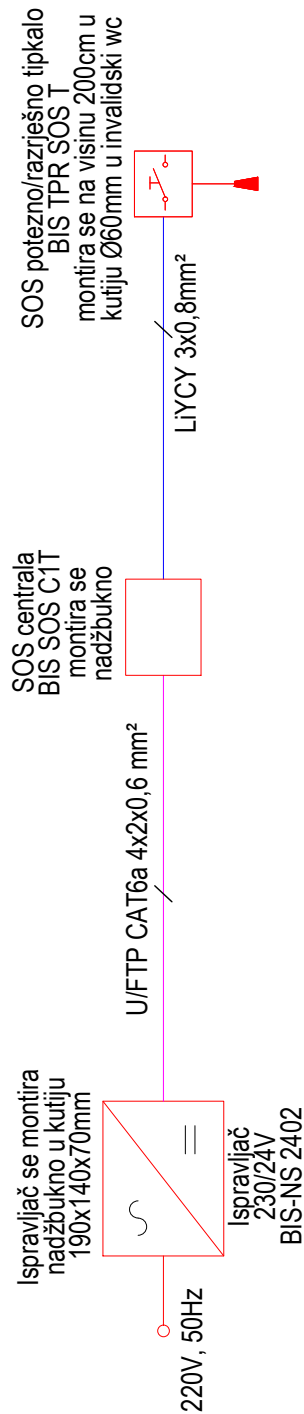 SOS potezno/razrješno tipkalo
BIS TPR SOS T
montira se na visinu 200cm u
kutiju Ø60mm u invalidski wc
LiYCY 3x0,8mm²
SOS centrala
BIS SOS C1T
montira se
nadžbukno
U/FTP CAT6a 4x2x0,6 mm²
Ispravljač se montira
nadžbukno u kutiju
190x140x70mm
Ispravljač
230/24V
BIS-NS 2402
220V, 50Hz